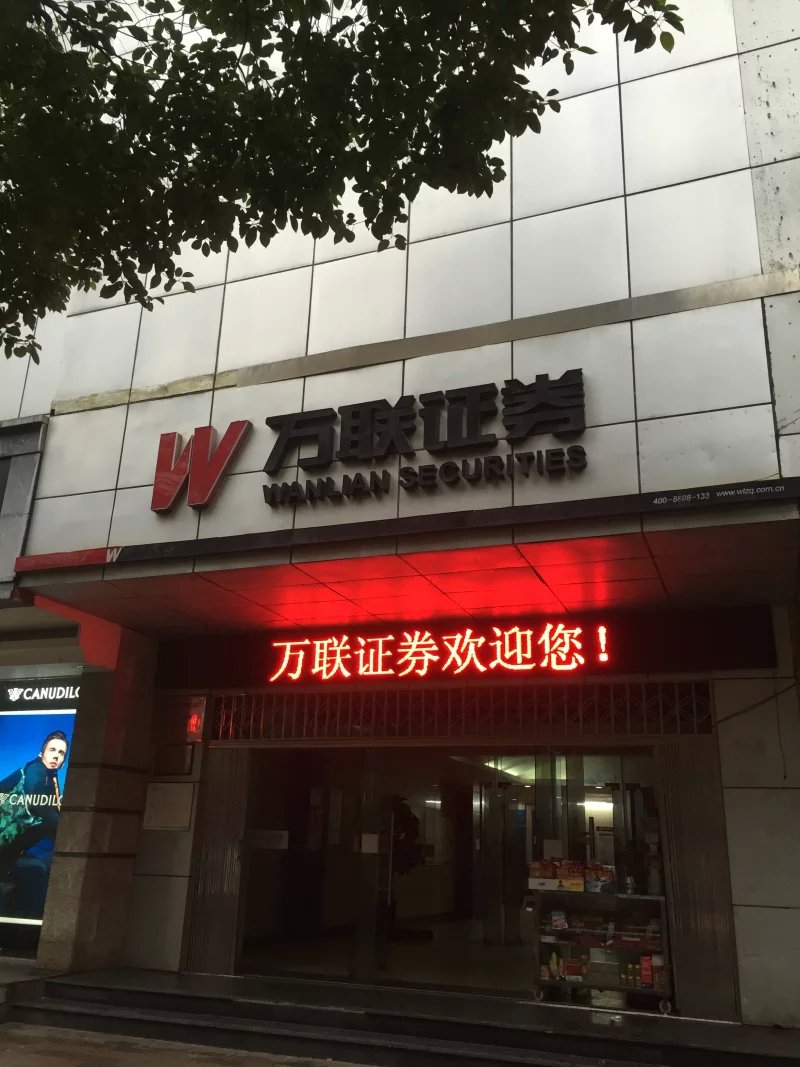 W 万联证券
WANLIAN SECURITIES
400-8888-133 www.wlzq.com.cn
W
万联证券欢迎您！
CANUDILO
CANUDILO